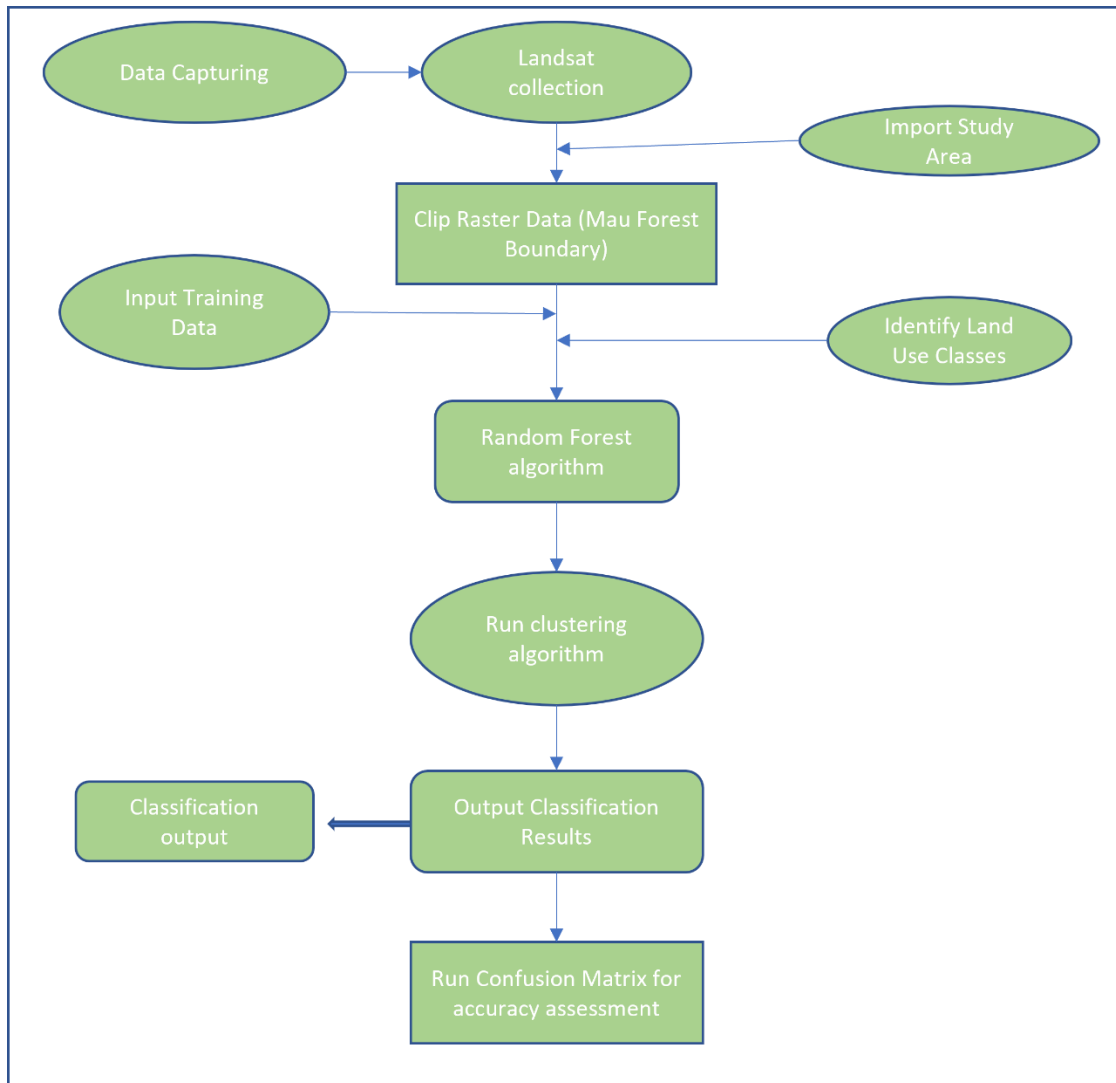 Data Capturing
Landsat
collection
Import Study
Area
Clip Raster Data (Mau Forest
Boundary)
Input Training
Data
Identify Land
Use Classes
Random Forest
algorithm
Run clustering
algorithm
Classification
output
Output Classification
Results
Run Confusion Matrix for
accuracy assessment